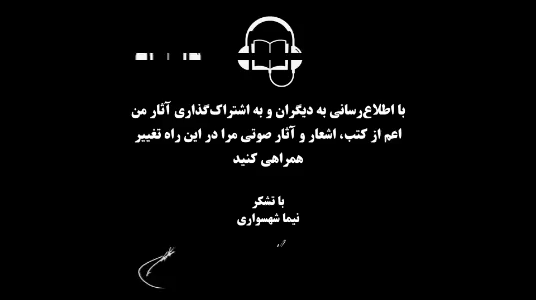 با اطلاع‌رسانی به دیگران و به اشتراک‌گذاری آثار من
اعم از کتب، اشعار و آثار صوتی مرا در این راه تغییر
همراهی کنید
با تشکر
نیما شهسواری